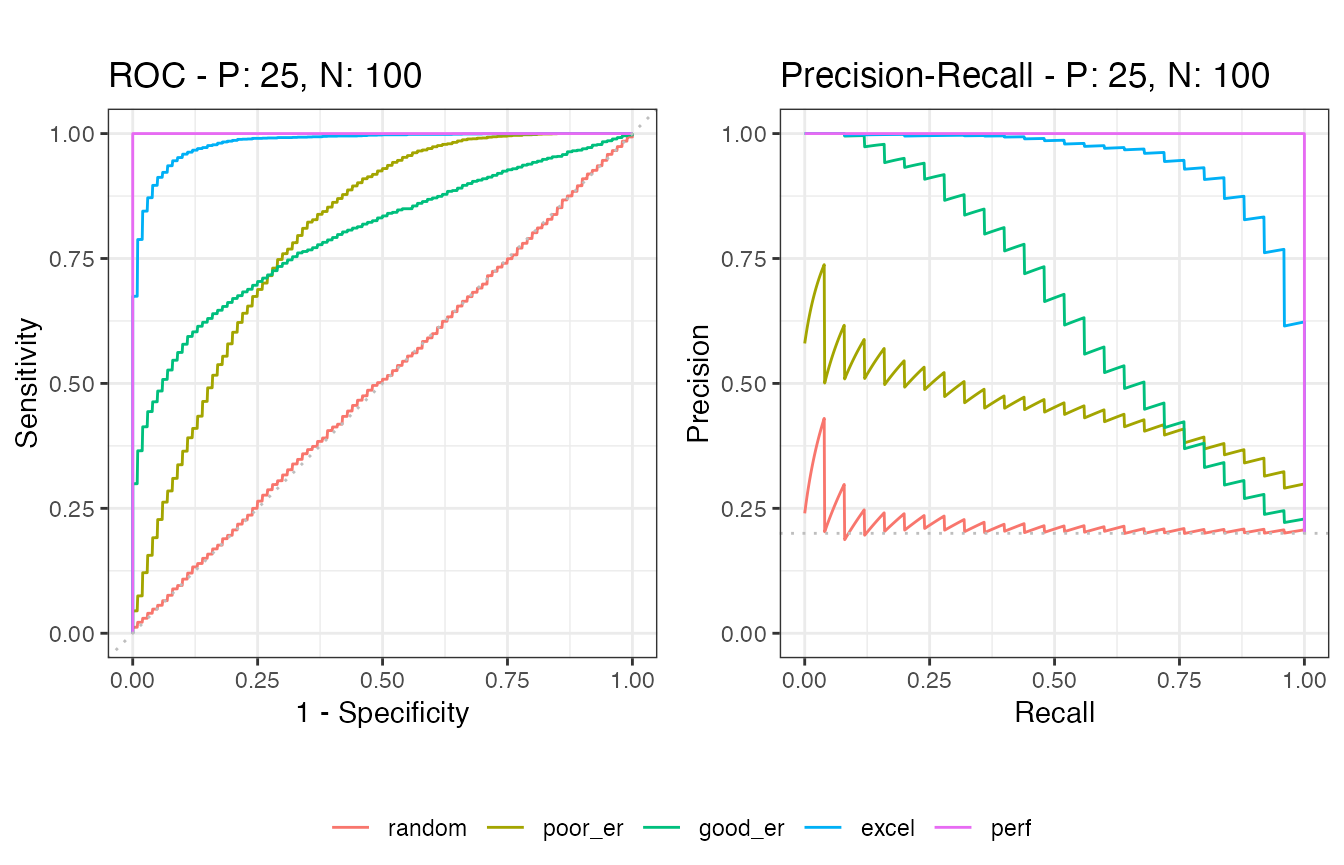 ROC - P: 25, N: 100
Sensitivity
1.00
0.75
0.50
0.25
0.00
0.00 0.25 0.50 0.75 1.00
1 - Specificity
Precision-Recall - P: 25, N: 100
Precision
1.00
0.75
0.50
0.25
0.00
0.00 0.25 0.50 0.75 1.00
Recall
random poor_er good_er excel perf